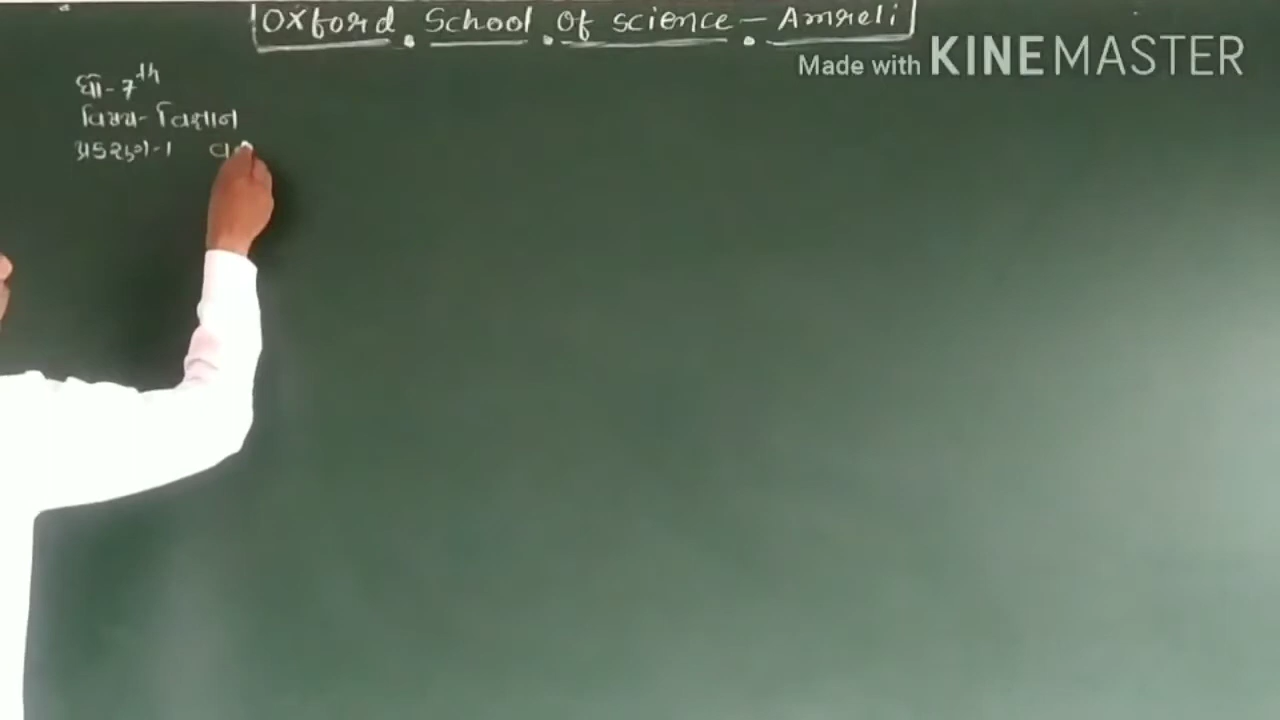 Oxford. School. Of science. – Amreli
Made with KINEMASTER
ધો-7th
વિષય- વિજ્ઞાન
પ્રકરણ-1 વ